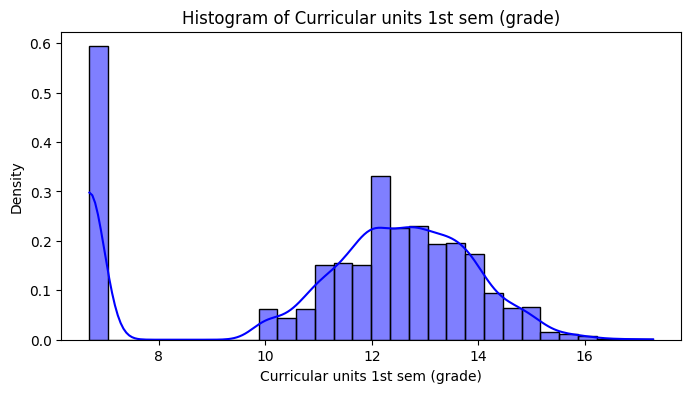 Histogram of Curricular units 1st sem (grade)
0.6
0.5
0.4
0.3
0.2
0.1
0.0
Density
8 10 12 14 16
Curricular units 1st sem (grade)